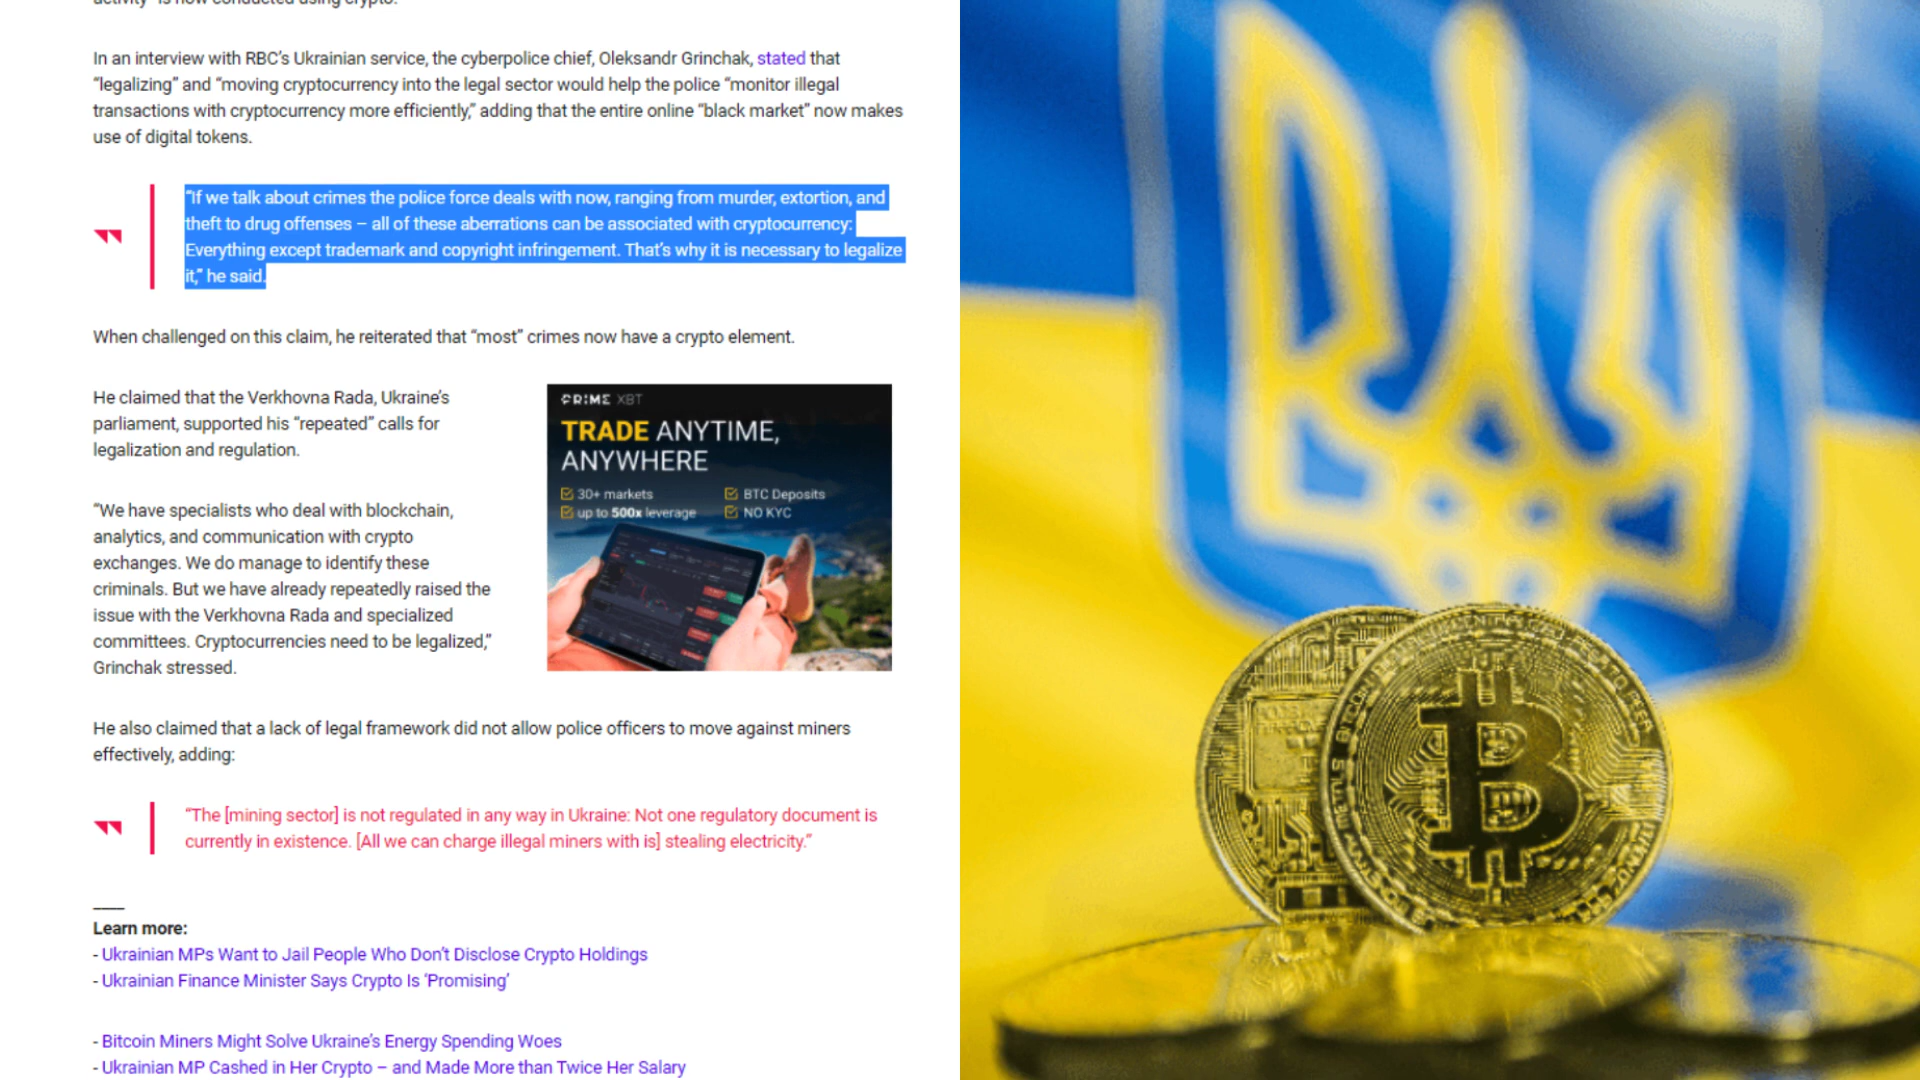 activity" is now conducted using crypto.
In an interview with RBC's Ukrainian service, the cyberpolice chief, Oleksandr Grinchak, stated that
"legalizing" and "moving cryptocurrency into the legal sector would help the police "monitor illegal
transactions with cryptocurrency more efficiently," adding that the entire online "black market" now makes
use of digital tokens.
"If we talk about crimes the police force deals with now, ranging from murder, extortion, and
theft to drug offenses – all of these aberrations can be associated with cryptocurrency:
Everything except trademark and copyright infringement. That's why it is necessary to legalize
it," he said.
When challenged on this claim, he reiterated that "most" crimes now have a crypto element.
He claimed that the Verkhovna Rada, Ukraine's
parliament, supported his "repeated" calls for
legalization and regulation.
"We have specialists who deal with blockchain,
analytics, and communication with crypto
exchanges. We do manage to identify these
criminals. But we have already repeatedly raised the
issue with the Verkhovna Rada and specialized
committees. Cryptocurrencies need to be legalized,"
Grinchak stressed.
PRIME XBT
TRADE ANYTIME,
ANYWHERE
30+ markets
up to 500x leverage
BTC Deposits
NO KYC
He also claimed that a lack of legal framework did not allow police officers to move against miners
effectively, adding:
"The [mining sector] is not regulated in any way in Ukraine: Not one regulatory document is
currently in existence. [All we can charge illegal miners with is] stealing electricity."
Learn more:
- Ukrainian MPs Want to Jail People Who Don't Disclose Crypto Holdings
- Ukrainian Finance Minister Says Crypto Is 'Promising'
- Bitcoin Miners Might Solve Ukraine's Energy Spending Woes
- Ukrainian MP Cashed in Her Crypto – and Made More than Twice Her Salary